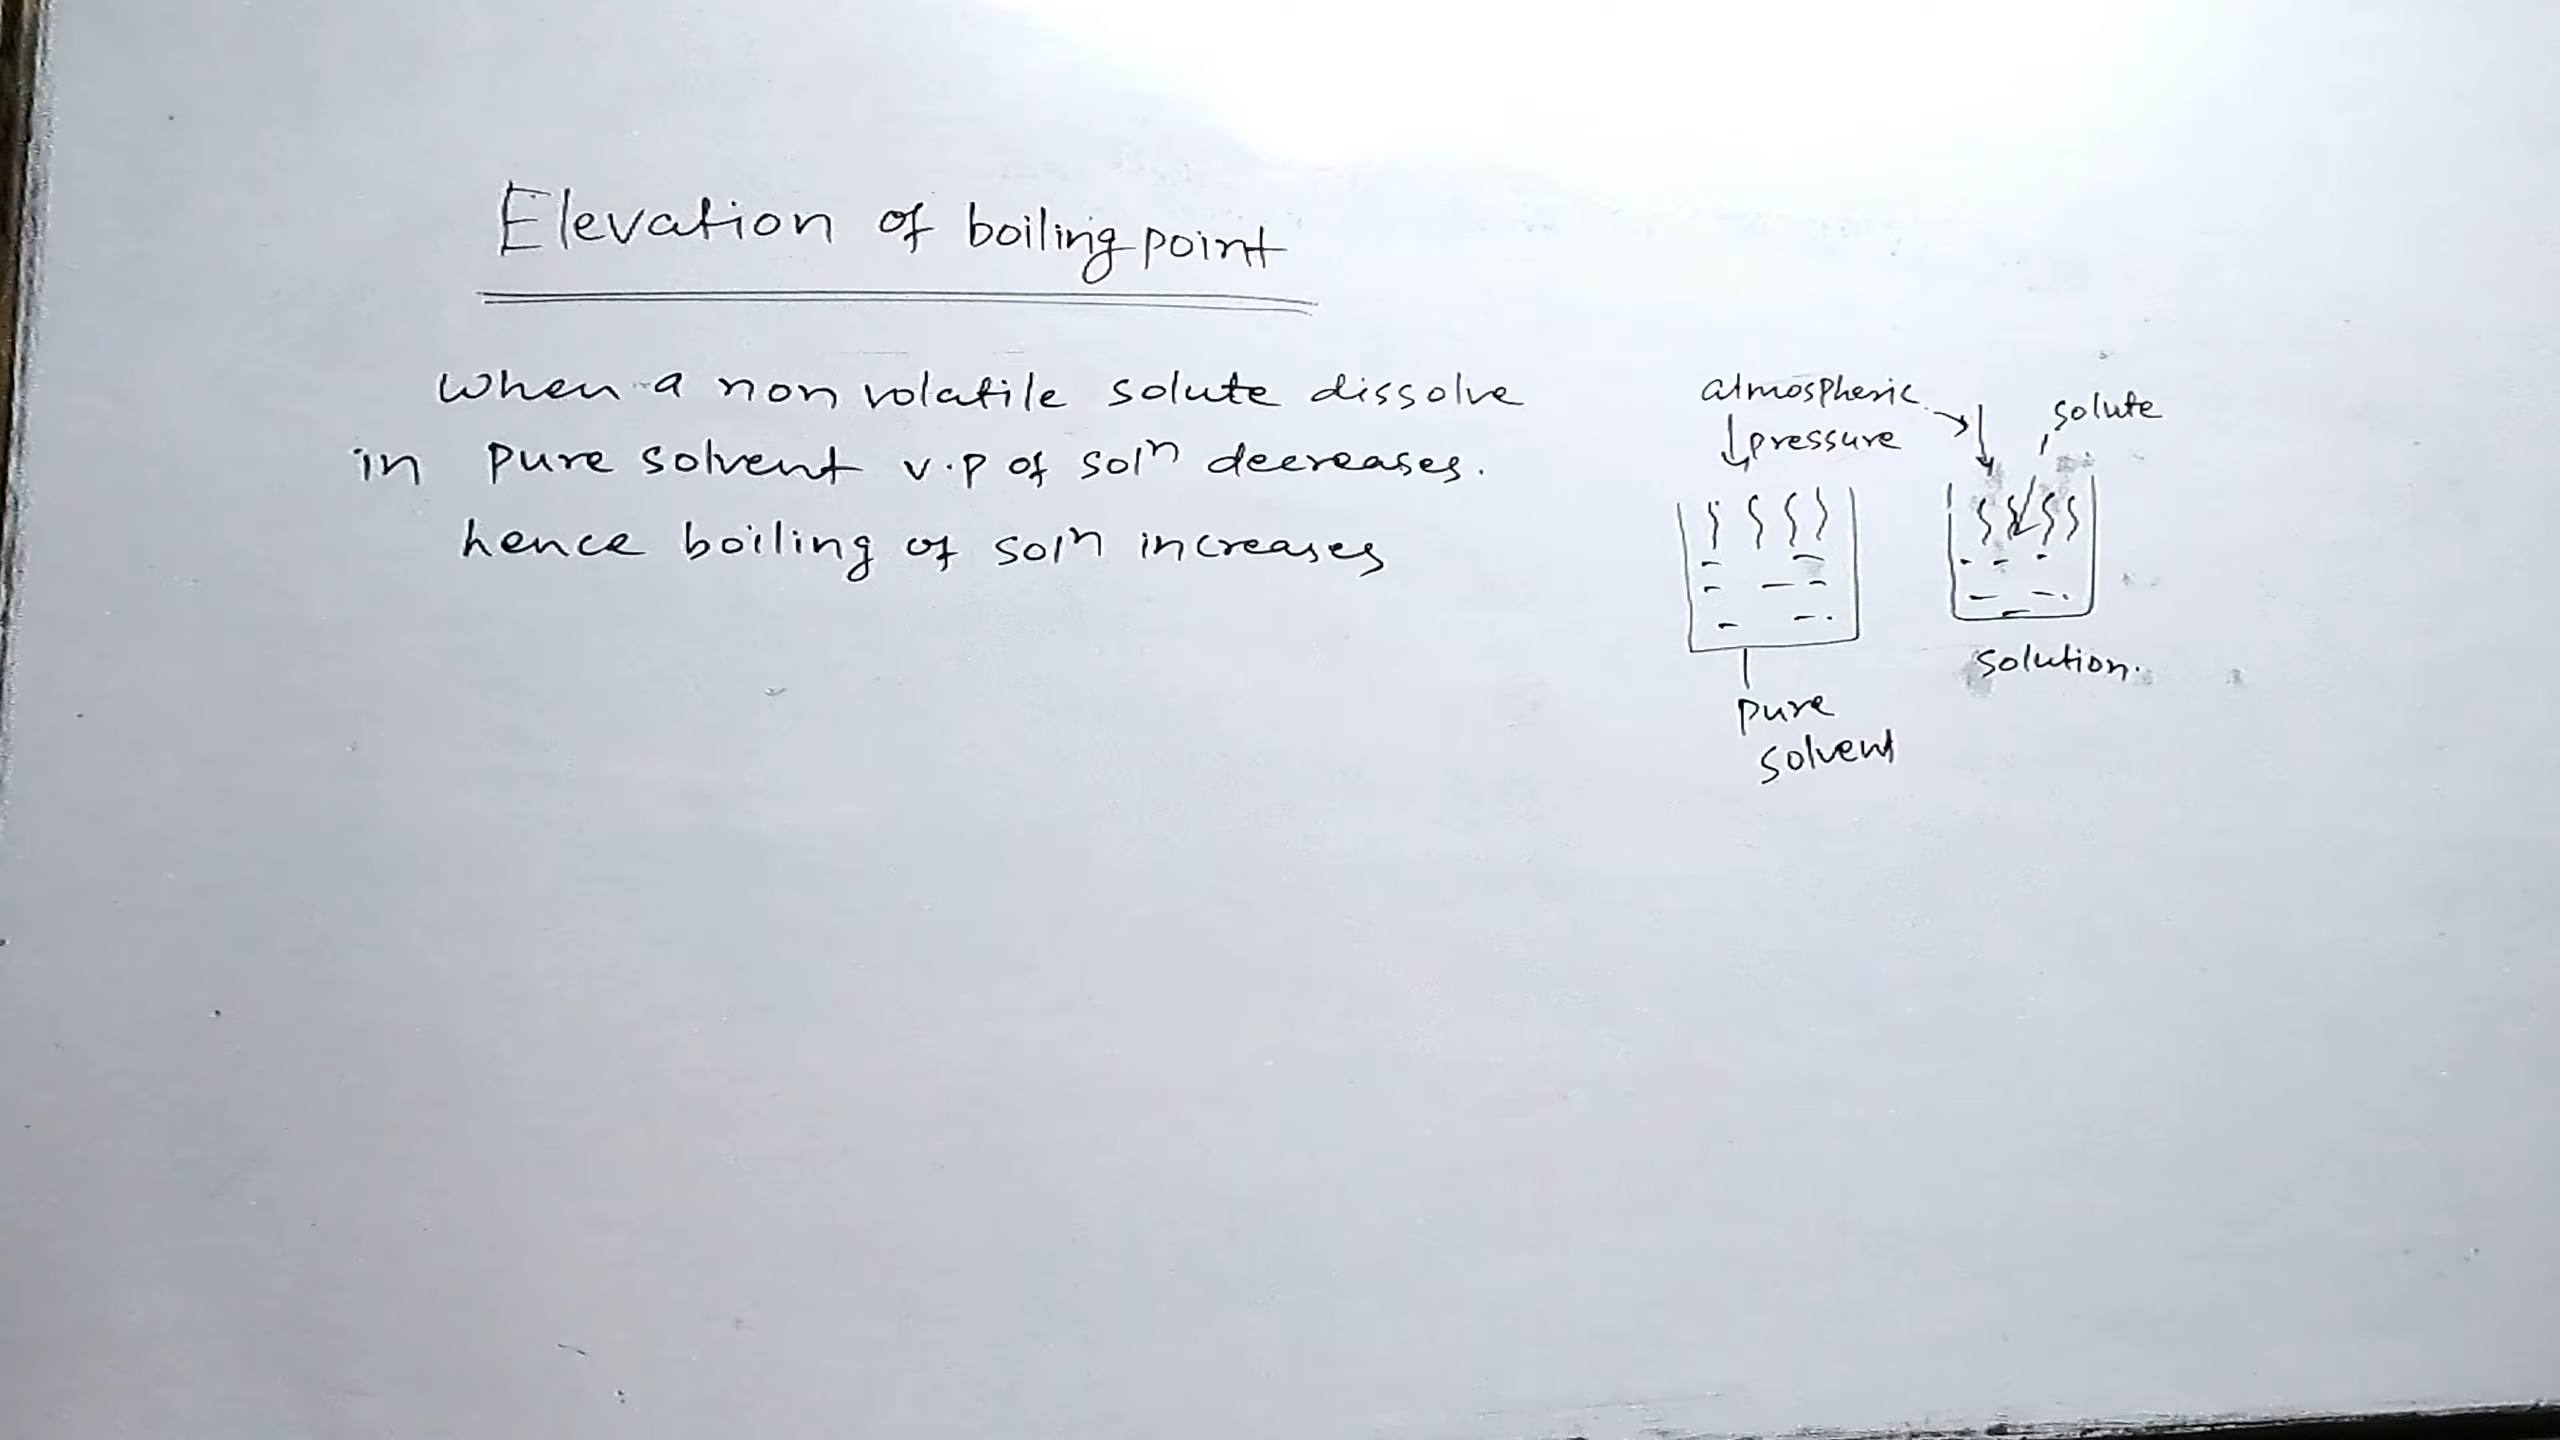 Elevation of boiling point
When a non volatile solute dissolve
in pure solvent v.p of solⁿ decreases.
hence boiling of solⁿ increases
atmospheric
pressure
solute
pure
solvent
solution.